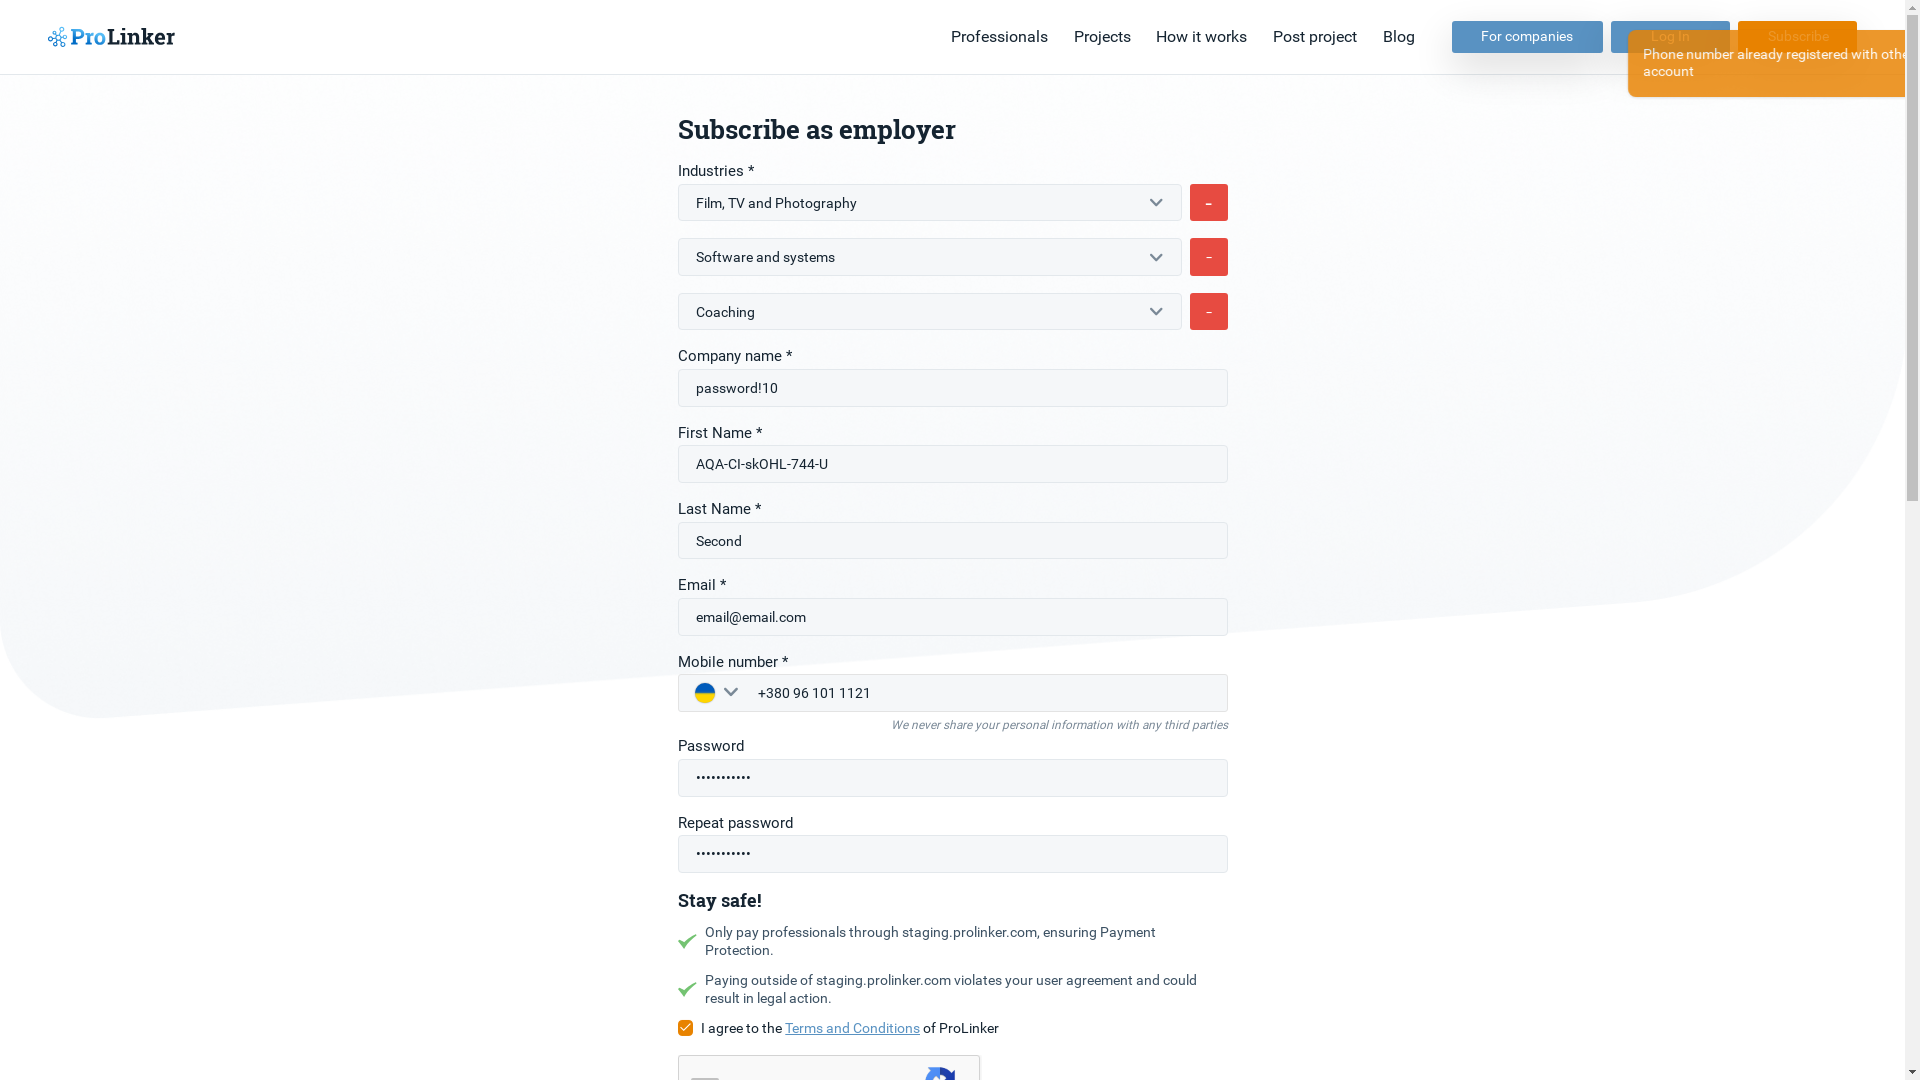 ProLinker
Professionals
Projects
How it works
Post project
Blog
For companies
Log In
Subscribe
Phone number already registered with
account
Subscribe as employer
Industries *
Film, TV and Photography
-
Software and systems
-
Coaching
-
Company name *
password!10
First Name *
AQA-CI-skOHL-744-U
Last Name *
Second
Email *
email@email.com
Mobile number *
+380 96 101 1121
We never share your personal information with any third parties
Password
•••••••••••
Repeat password
•••••••••••
Stay safe!
Only pay professionals through staging.prolinker.com, ensuring Payment
Protection.
Paying outside of staging.prolinker.com violates your user agreement and could
result in legal action.
I agree to the Terms and Conditions of ProLinker